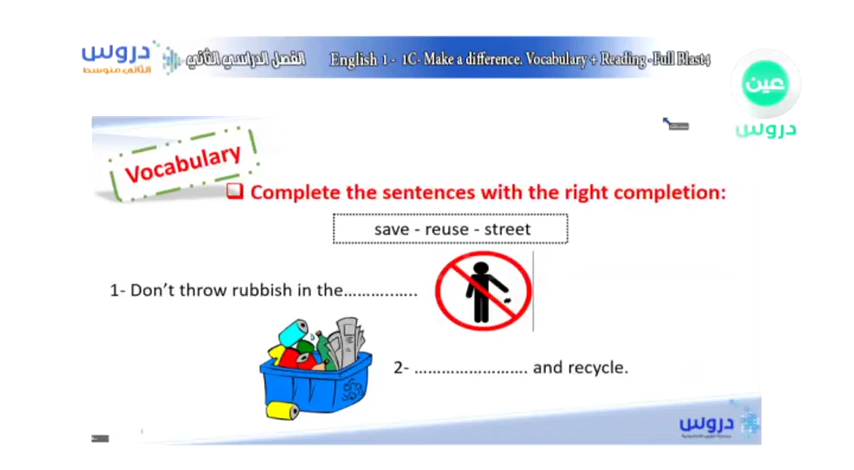 دروس
الثاني متوسط
الفصل الدراسي الثاني
English 1 - 1C- Make a difference. Vocabulary + Reading -Full Blast4
عين
دروس
Vocabulary
Complete the sentences with the right completion:
save - reuse - street
1- Don't throw rubbish in the................
2- ......................... and recycle.
دروس